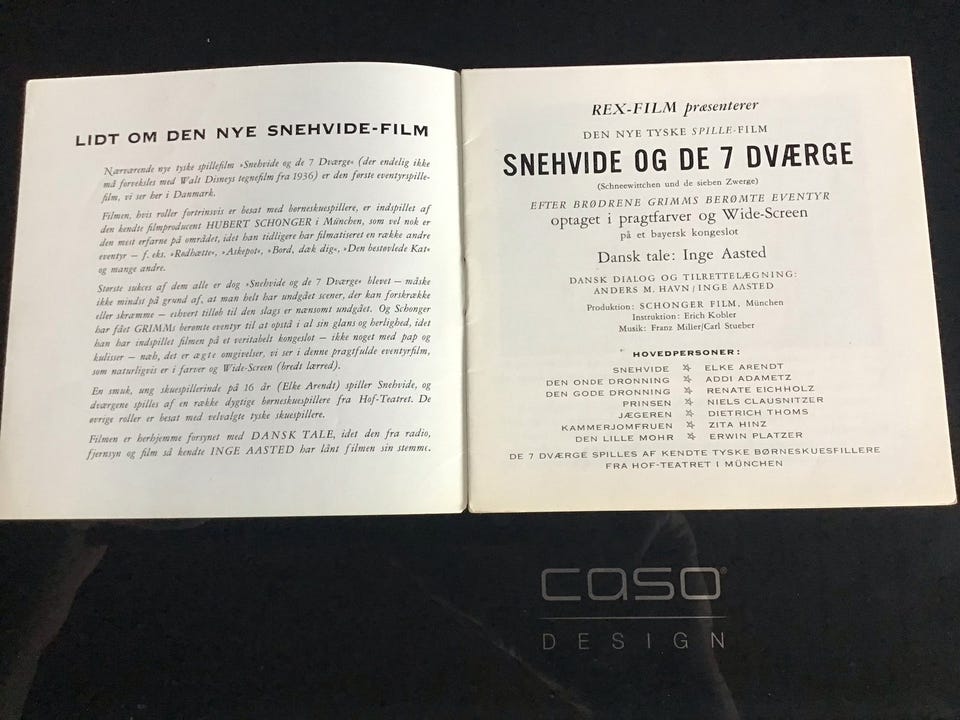 LIDT OM DEN NYE SNEHVIDE-FILM
Nærværende nye tyske spillefilm »Snehvide og de 7 Dværge« (der endelig ikke
må forveksles med Walt Disneys tegnefilm fra 1936) er den første eventyrspille-
film, vi ser her i Danmark.
Filmen, hvis roller fortrinsvis er besat med børneskuespillere, er indspillet af
den kendte filmproducent HUBERT SCHONGER i München, som vel nok er
den mest erfarne på området, idet han tidligere har filmatiseret en række andre
eventyr — f. eks. »Rødhætte«, »Askepot«, »Bord, dæk dig«, »Den bestøvlede Kat«
og mange andre.
Største sukces af dem alle er dog »Snehvide og de 7 Dværge« blevet — måske
ikke mindst på grund af, at man helt har undgået scener, der kan forskrække
eller skræmme — ethvert tilløb til den slags er nænsomt undgået. Og Schonger
har fået GRIMMs berømte eventyr til at opstå i al sin glans og herlighed, idet
han har indspillet filmen på et veritabelt kongeslot — ikke noget med pap og
kulisser — næh, det er ægte omgivelser, vi ser i denne pragtfulde eventyrfilm,
som naturligvis er i farver og Wide-Screen (bredt lærred).
En smuk, ung skuespillerinde på 16 år (Elke Arendt) spiller Snehvide, og
dværgene spilles af en række dygtige børneskuespillere fra Hof-Teatret. De
øvrige roller er besat med velvalgte tyske skuespillere.
Filmen er herhjemme forsynet med DANSK TALE, idet den fra radio,
fjernsyn og film så kendte INGE AASTED har lånt filmen sin stemme.
REX-FILM præsenterer
DEN NYE TYSKE SPILLE-FILM
SNEHVIDE OG DE 7 DVÆRGE
(Schneewittchen und de sieben Zwerge)
EFTER BRØDRENE GRIMMS BERØMTE EVENTYR
optaget i pragtfarver og Wide-Screen
på et bayersk kongeslot
Dansk tale: Inge Aasted
DANSK DIALOG OG TILRETTELÆGNING:
ANDERS M. HAVN / INGE AASTED
Produktion: SCHONGER FILM, München
Instruktion: Erich Kobler
Musik: Franz Miller/Carl Stueber
HOVEDPERSONER:
SNEHVIDE ☆ ELKE ARENDT
DEN ONDE DRONNING ☆ ADDI ADAMETZ
DEN GODE DRONNING ☆ RENATE EICHHOLZ
PRINSEN ☆ NIELS CLAUSNITZER
JÆGEREN ☆ DIETRICH THOMS
KAMMERJOMFRUEN ☆ ZITA HINZ
DEN LILLE MOHR ☆ ERWIN PLATZER
DE 7 DVÆRGE SPILLES AF KENDTE TYSKE BØRNESKUESFILLERE
FRA HOF-TEATRET I MÜNCHEN
caso®
DESIGN